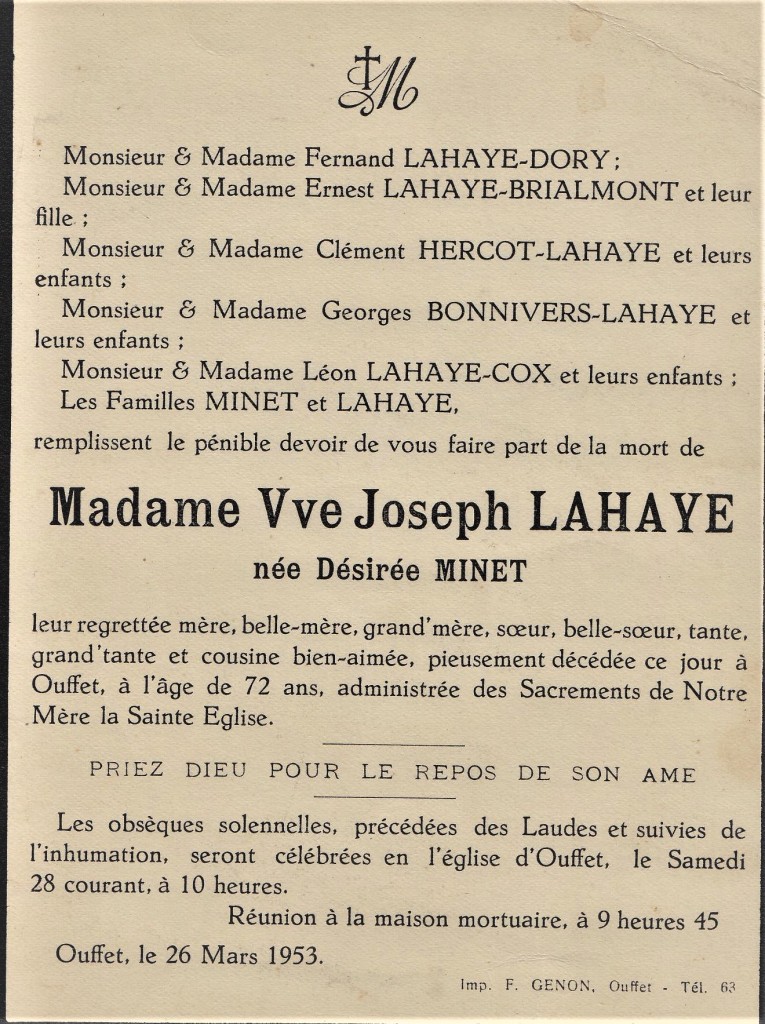 M
Monsieur & Madame Fernand LAHAYE-DORY ;
Monsieur & Madame Ernest LAHAYE-BRIALMONT et leur
fille ;
Monsieur & Madame Clément HERCOT-LAHAYE et leurs
enfants ;
Monsieur & Madame Georges BONNIVERS-LAHAYE et
leurs enfants ;
Monsieur & Madame Léon LAHAYE-COX et leurs enfants ;
Les Familles MINET et LAHAYE,
remplissent le pénible devoir de vous faire part de la mort de
Madame Vve Joseph LAHAYE
née Désirée MINET
leur regrettée mère, belle-mère, grand'mère, sœur, belle-sœur, tante,
grand'tante et cousine bien-aimée, pieusement décédée ce jour à
Ouffet, à l'âge de 72 ans, administrée des Sacrements de Notre
Mère la Sainte Eglise.
PRIEZ DIEU POUR LE REPOS DE SON AME
Les obsèques solennelles, précédées des Laudes et suivies de
l'inhumation, seront célébrées en l'église d'Ouffet, le Samedi
28 courant, à 10 heures.
Réunion à la maison mortuaire, à 9 heures 45
Ouffet, le 26 Mars 1953.
Imp. F. GENON, Ouffet - Tél. 63